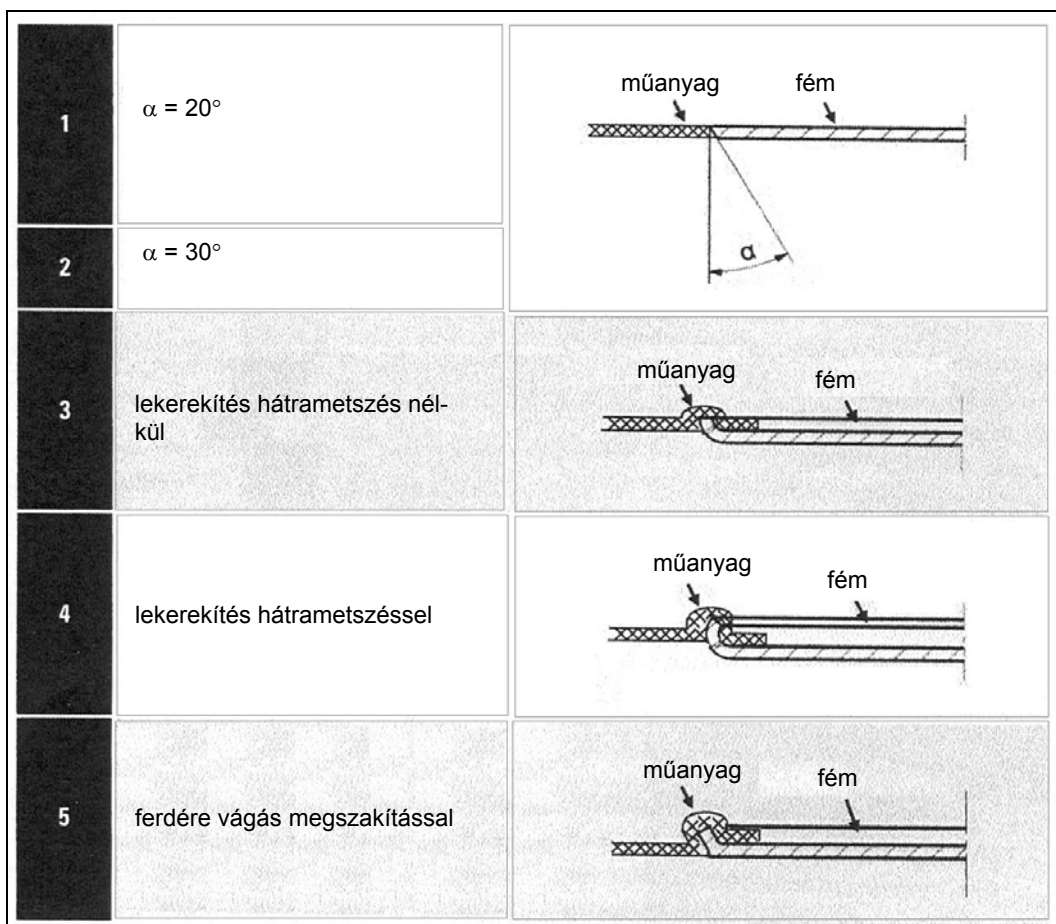 1
α = 20°
műanyag
fém
α
2
α = 30°
3
lekerekítés hátrametszés nél-
kül
műanyag
fém
4
lekerekítés hátrametszéssel
műanyag
fém
5
ferdére vágás megszakítással
műanyag
fém